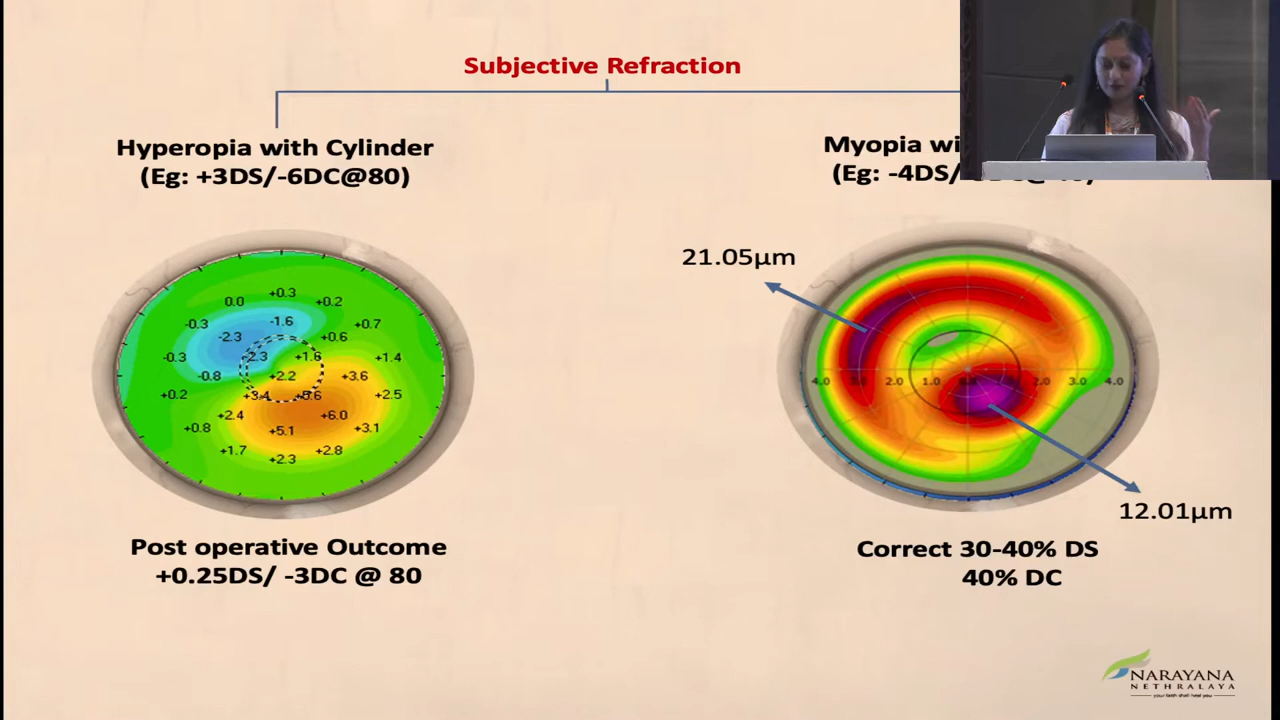 Subjective Refraction
Hyperopia with Cylinder
(Eg: +3DS/-6DC@80)
Myopia
(Eg: -4DS/
21.05µm
0.0 +0.3 +0.2
-0.3 -1.6 +0.7
-2.3 +0.6
-0.3 -2.3 +1.6 +1.4
-0.8 +2.2 +3.6
+0.2 +3.4 +2.5
+2.4 +6.0
+0.8 +5.1 +3.1
+1.7 +2.3 +2.8
4.0 2.0 1.0 2.0 3.0 4.0
12.01µm
Post operative Outcome
+0.25DS/ -3DC @ 80
Correct 30-40% DS
40% DC
NARAYANA
NETHRALAYA
your faith shall heal you